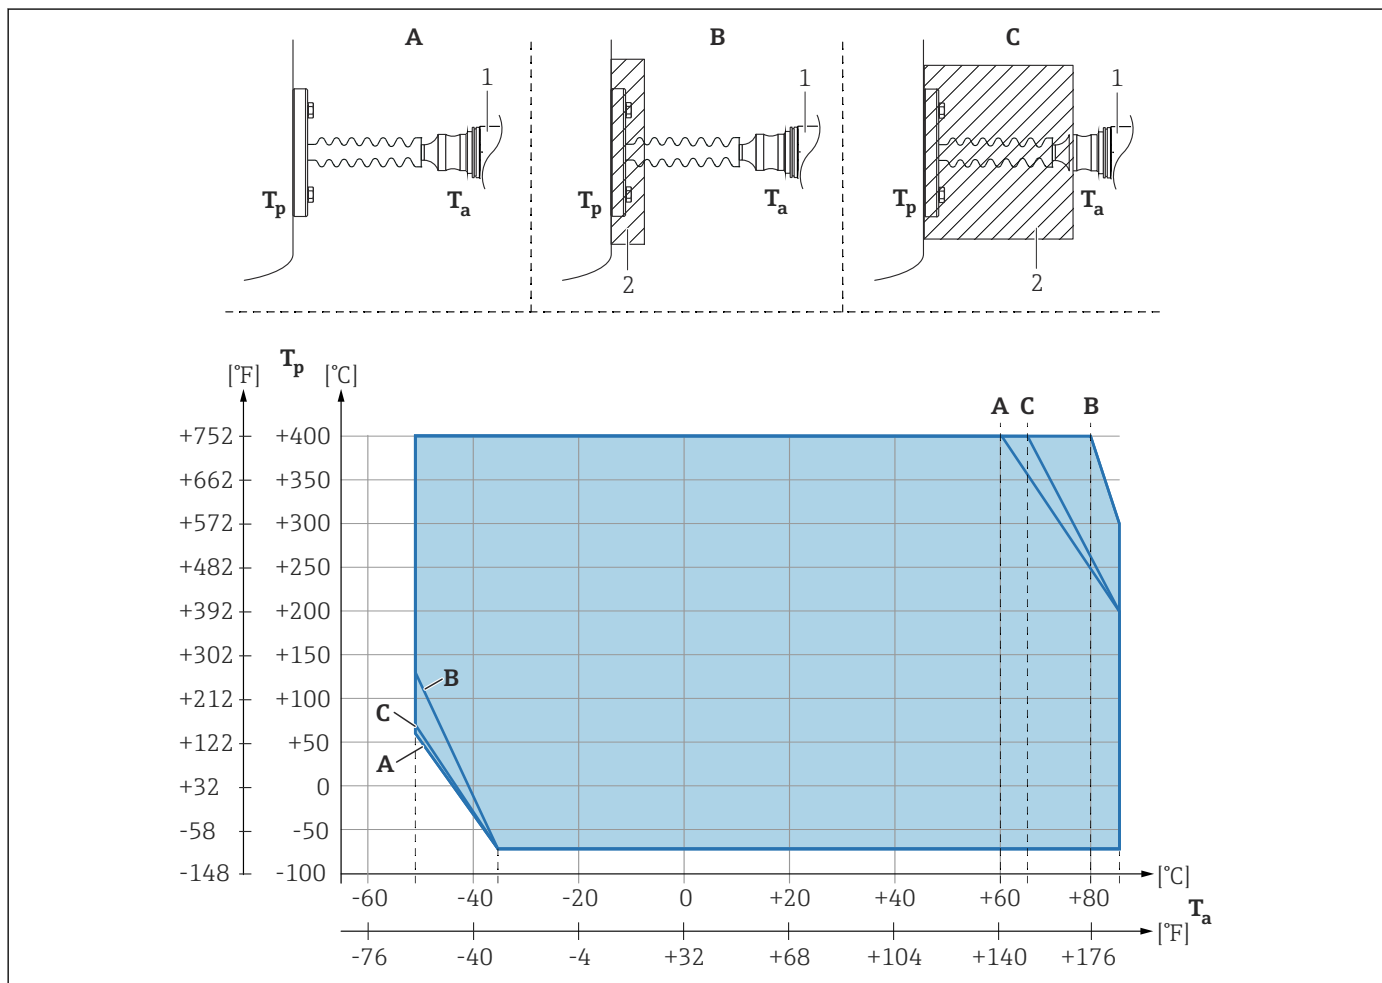 A B C
1 1 1
Tp Ta Tp Ta Tp Ta
2 2
Tp
[°F] [°C]
A C B
+752 +400
+662 +350
+572 +300
+482 +250
+392 +200
+302 +150
+212 +100
+122 +50
+32 0
-58 -50
-148 -100
B
C
A
-60 -40 -20 0 +20 +40 +60 +80 [°C]
Ta
-76 -40 -4 +32 +68 +104 +140 +176 [°F]